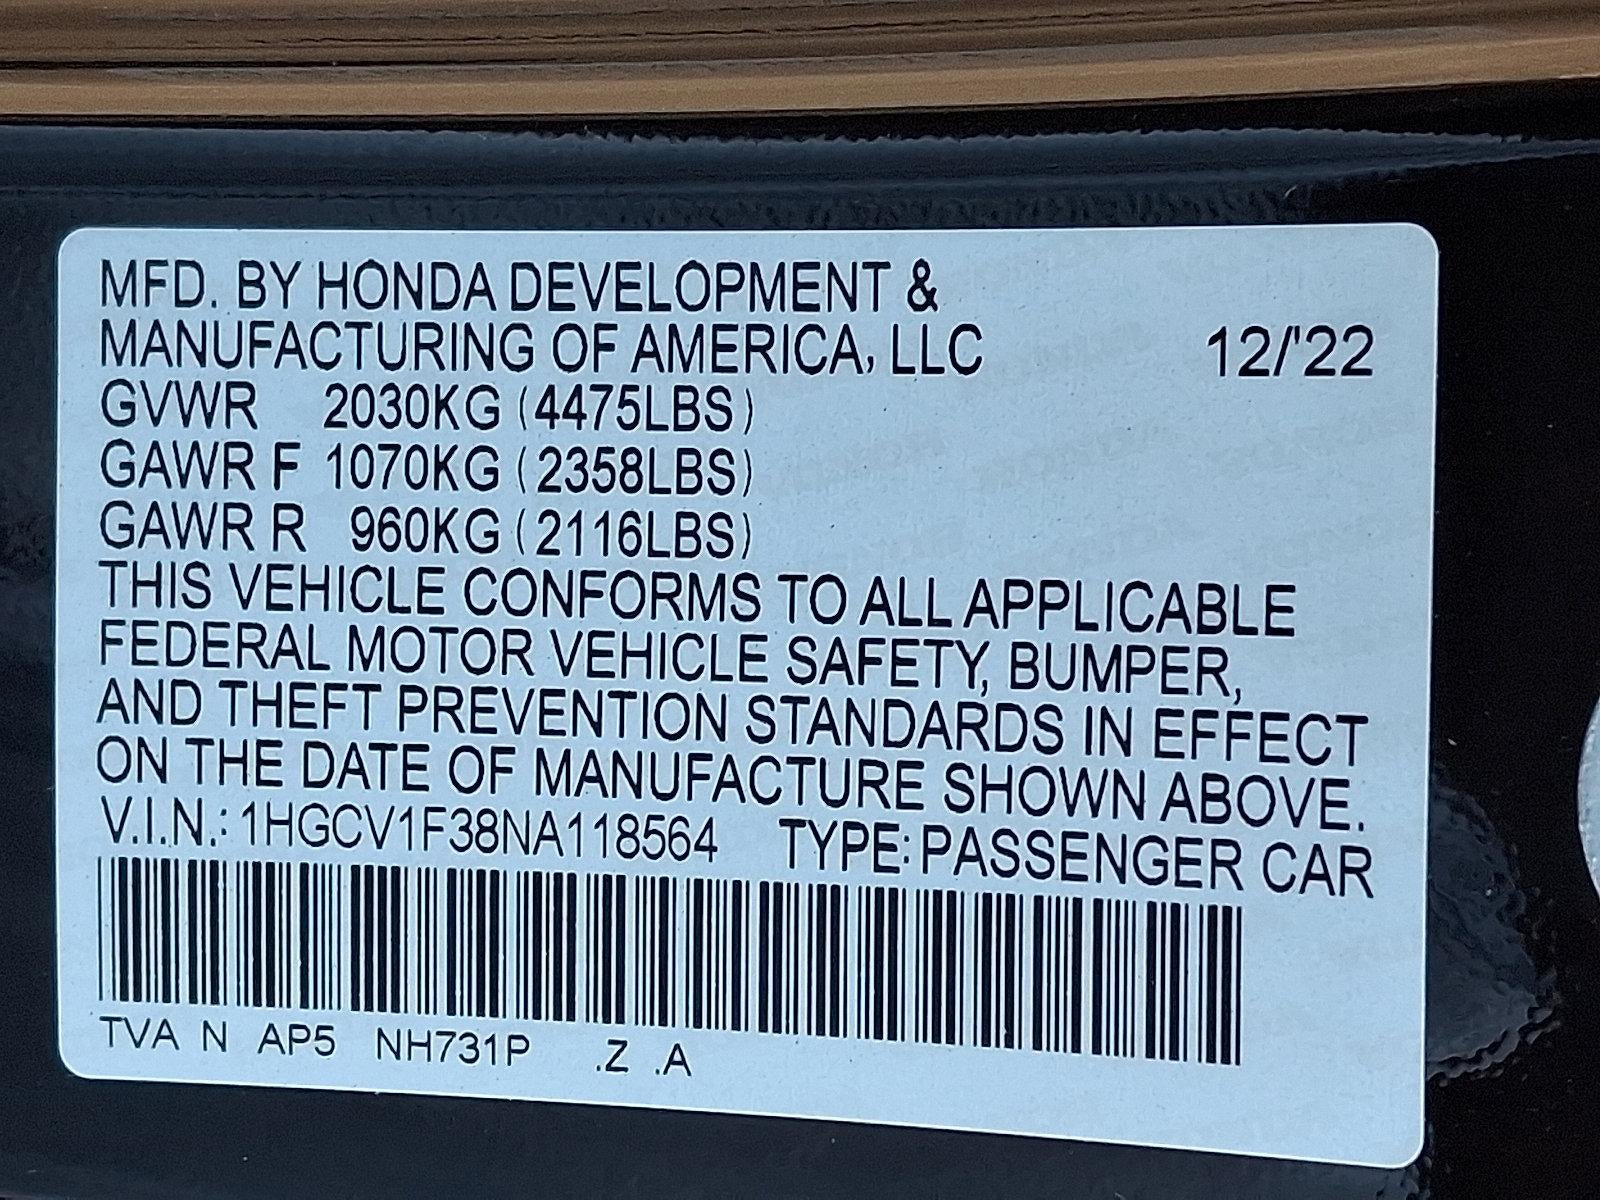 MFD. BY HONDA DEVELOPMENT &
MANUFACTURING OF AMERICA, LLC 12/'22
GVWR 2030KG (4475LBS)
GAWR F 1070KG (2358LBS)
GAWR R 960KG (2116LBS)
THIS VEHICLE CONFORMS TO ALL APPLICABLE
FEDERAL MOTOR VEHICLE SAFETY, BUMPER,
AND THEFT PREVENTION STANDARDS IN EFFECT
ON THE DATE OF MANUFACTURE SHOWN ABOVE.
V.I.N.: 1HGCV1F38NA118564 TYPE: PASSENGER CAR
TVA N AP5 NH731P .Z .A